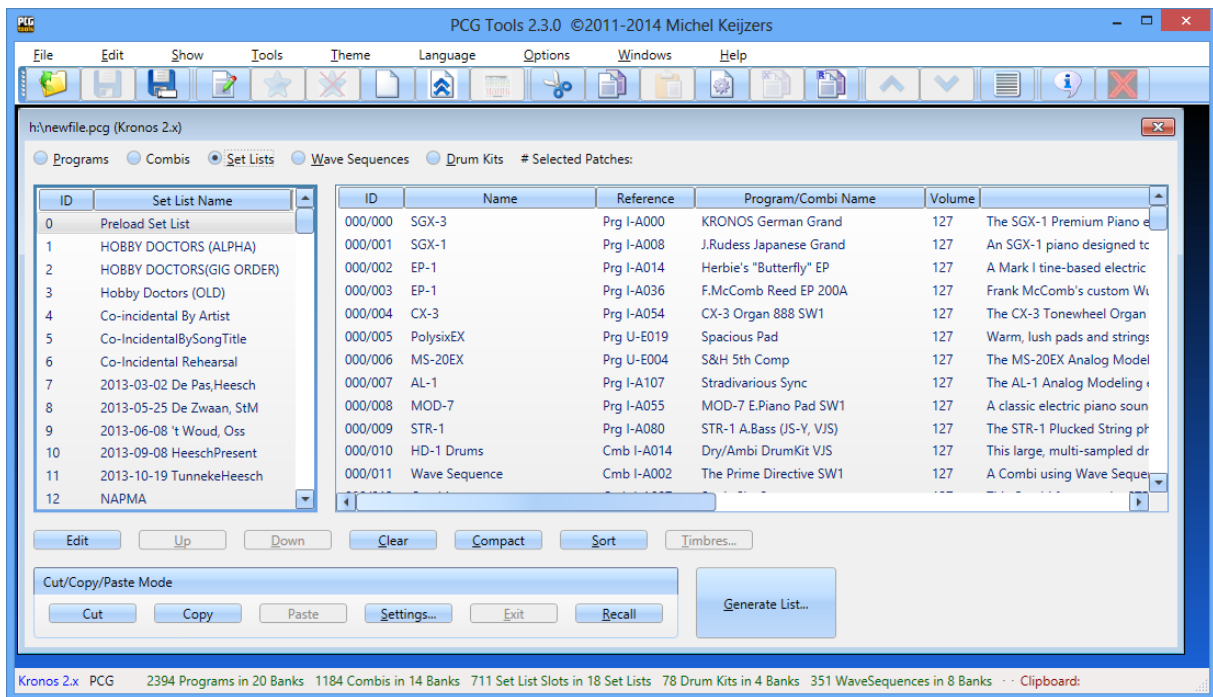 PCG Tools 2.3.0 ©2011-2014 Michel Keijzers
File Edit Show Tools Theme Language Options Windows Help
h:\newfile.pcg (Kronos 2.x)
Programs Combis Set Lists Wave Sequences Drum Kits # Selected Patches:
ID Set List Name
0 Preload Set List
1 HOBBY DOCTORS (ALPHA)
2 HOBBY DOCTORS(GIG ORDER)
3 Hobby Doctors (OLD)
4 Co-incidental By Artist
5 Co-IncidentalBySongTitle
6 Co-Incidental Rehearsal
7 2013-03-02 De Pas,Heesch
8 2013-05-25 De Zwaan, StM
9 2013-06-08 't Woud, Oss
10 2013-09-08 HeeschPresent
11 2013-10-19 TunnekeHeesch
12 NAPMA
ID Name Reference Program/Combi Name Volume
000/000 SGX-3 Prg I-A000 KRONOS German Grand 127 The SGX-1 Premium Piano e
000/001 SGX-1 Prg I-A008 J.Rudess Japanese Grand 127 An SGX-1 piano designed to
000/002 EP-1 Prg I-A014 Herbie's "Butterfly" EP 127 A Mark I tine-based electric
000/003 EP-1 Prg I-A036 F.McComb Reed EP 200A 127 Frank McComb's custom Wu
000/004 CX-3 Prg I-A054 CX-3 Organ 888 SW1 127 The CX-3 Tonewheel Organ
000/005 PolysixEX Prg U-E019 Spacious Pad 127 Warm, lush pads and strings
000/006 MS-20EX Prg U-E004 S&H 5th Comp 127 The MS-20EX Analog Model
000/007 AL-1 Prg I-A107 Stradivarious Sync 127 The AL-1 Analog Modeling
000/008 MOD-7 Prg I-A055 MOD-7 E.Piano Pad SW1 127 A classic electric piano soun
000/009 STR-1 Prg I-A080 STR-1 A.Bass (JS-Y, VJS) 127 The STR-1 Plucked String ph
000/010 HD-1 Drums Cmb I-A014 Dry/Ambi DrumKit VJS 127 This large, multi-sampled dr
000/011 Wave Sequence Cmb I-A002 The Prime Directive SW1 127 A Combi using Wave Seque
Edit Up Down Clear Compact Sort Timbres...
Cut/Copy/Paste Mode
Cut Copy Paste Settings... Exit Recall
Generate List...
Kronos 2.x PCG 2394 Programs in 20 Banks 1184 Combis in 14 Banks 711 Set List Slots in 18 Set Lists 78 Drum Kits in 4 Banks 351 WaveSequences in 8 Banks · · Clipboard: